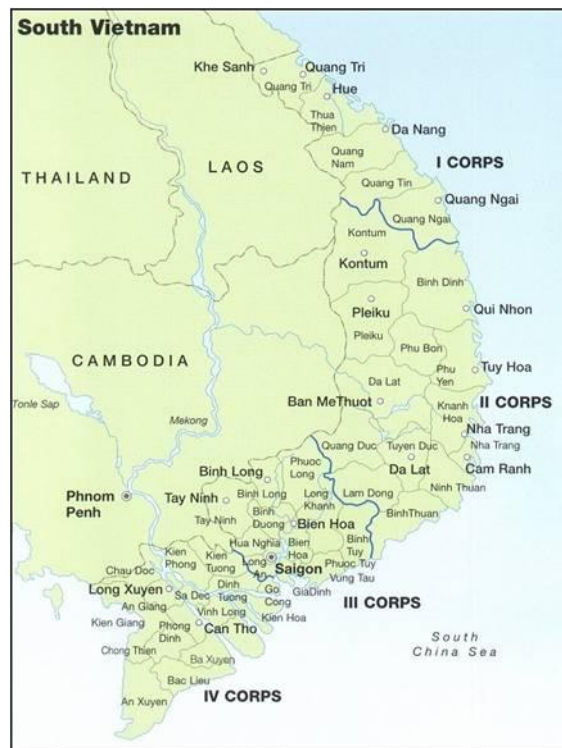 South Vietnam
Khe Sanh
Quang Tri
Quang Tri
Hue
Thua
Thien
Da Nang
Quang
Nam
I CORPS
LAOS
THAILAND
Quang Tin
Quang Ngai
Quang Ngai
Kontum
Kontum
Binh Dinh
Pleiku
Qui Nhon
Pleiku
Phu Bon
CAMBODIA
Phu
Yen
Tuy Hoa
Da Lat
Tonle Sap
Ban MeThuot
Knanh
Hoa
II CORPS
Mekong
Nha Trang
Quang Duc
Tuyen Duc
Nha Trang
Binh Long
Phuoc
Long
Da Lat
Cam Ranh
Phnom
Penh
Tay Ninh
Binh Long
Long
Khanh
Lam Dong
Ninh Thuan
Binh
Duong
BinhThuan
Tay Ninh
Bien Hoa
Kien
Phong
Kien
Tuong
Hua Nghia
Bien
Hoa
Binh
Tuy
Chau Doc
Long
An
Saigon
Phuoc Tuy
Vung Tau
Long Xuyen
Sa Dec
Dinh
Tuong
Go
Cong
GiaDinh
III CORPS
An Giang
Vinh Long
Kien Hoa
Kien Giang
Phong
Dinh
Can Tho
South
China Sea
Chong Thien
Ba Xuyen
Bac Lieu
An Xuyen
IV CORPS